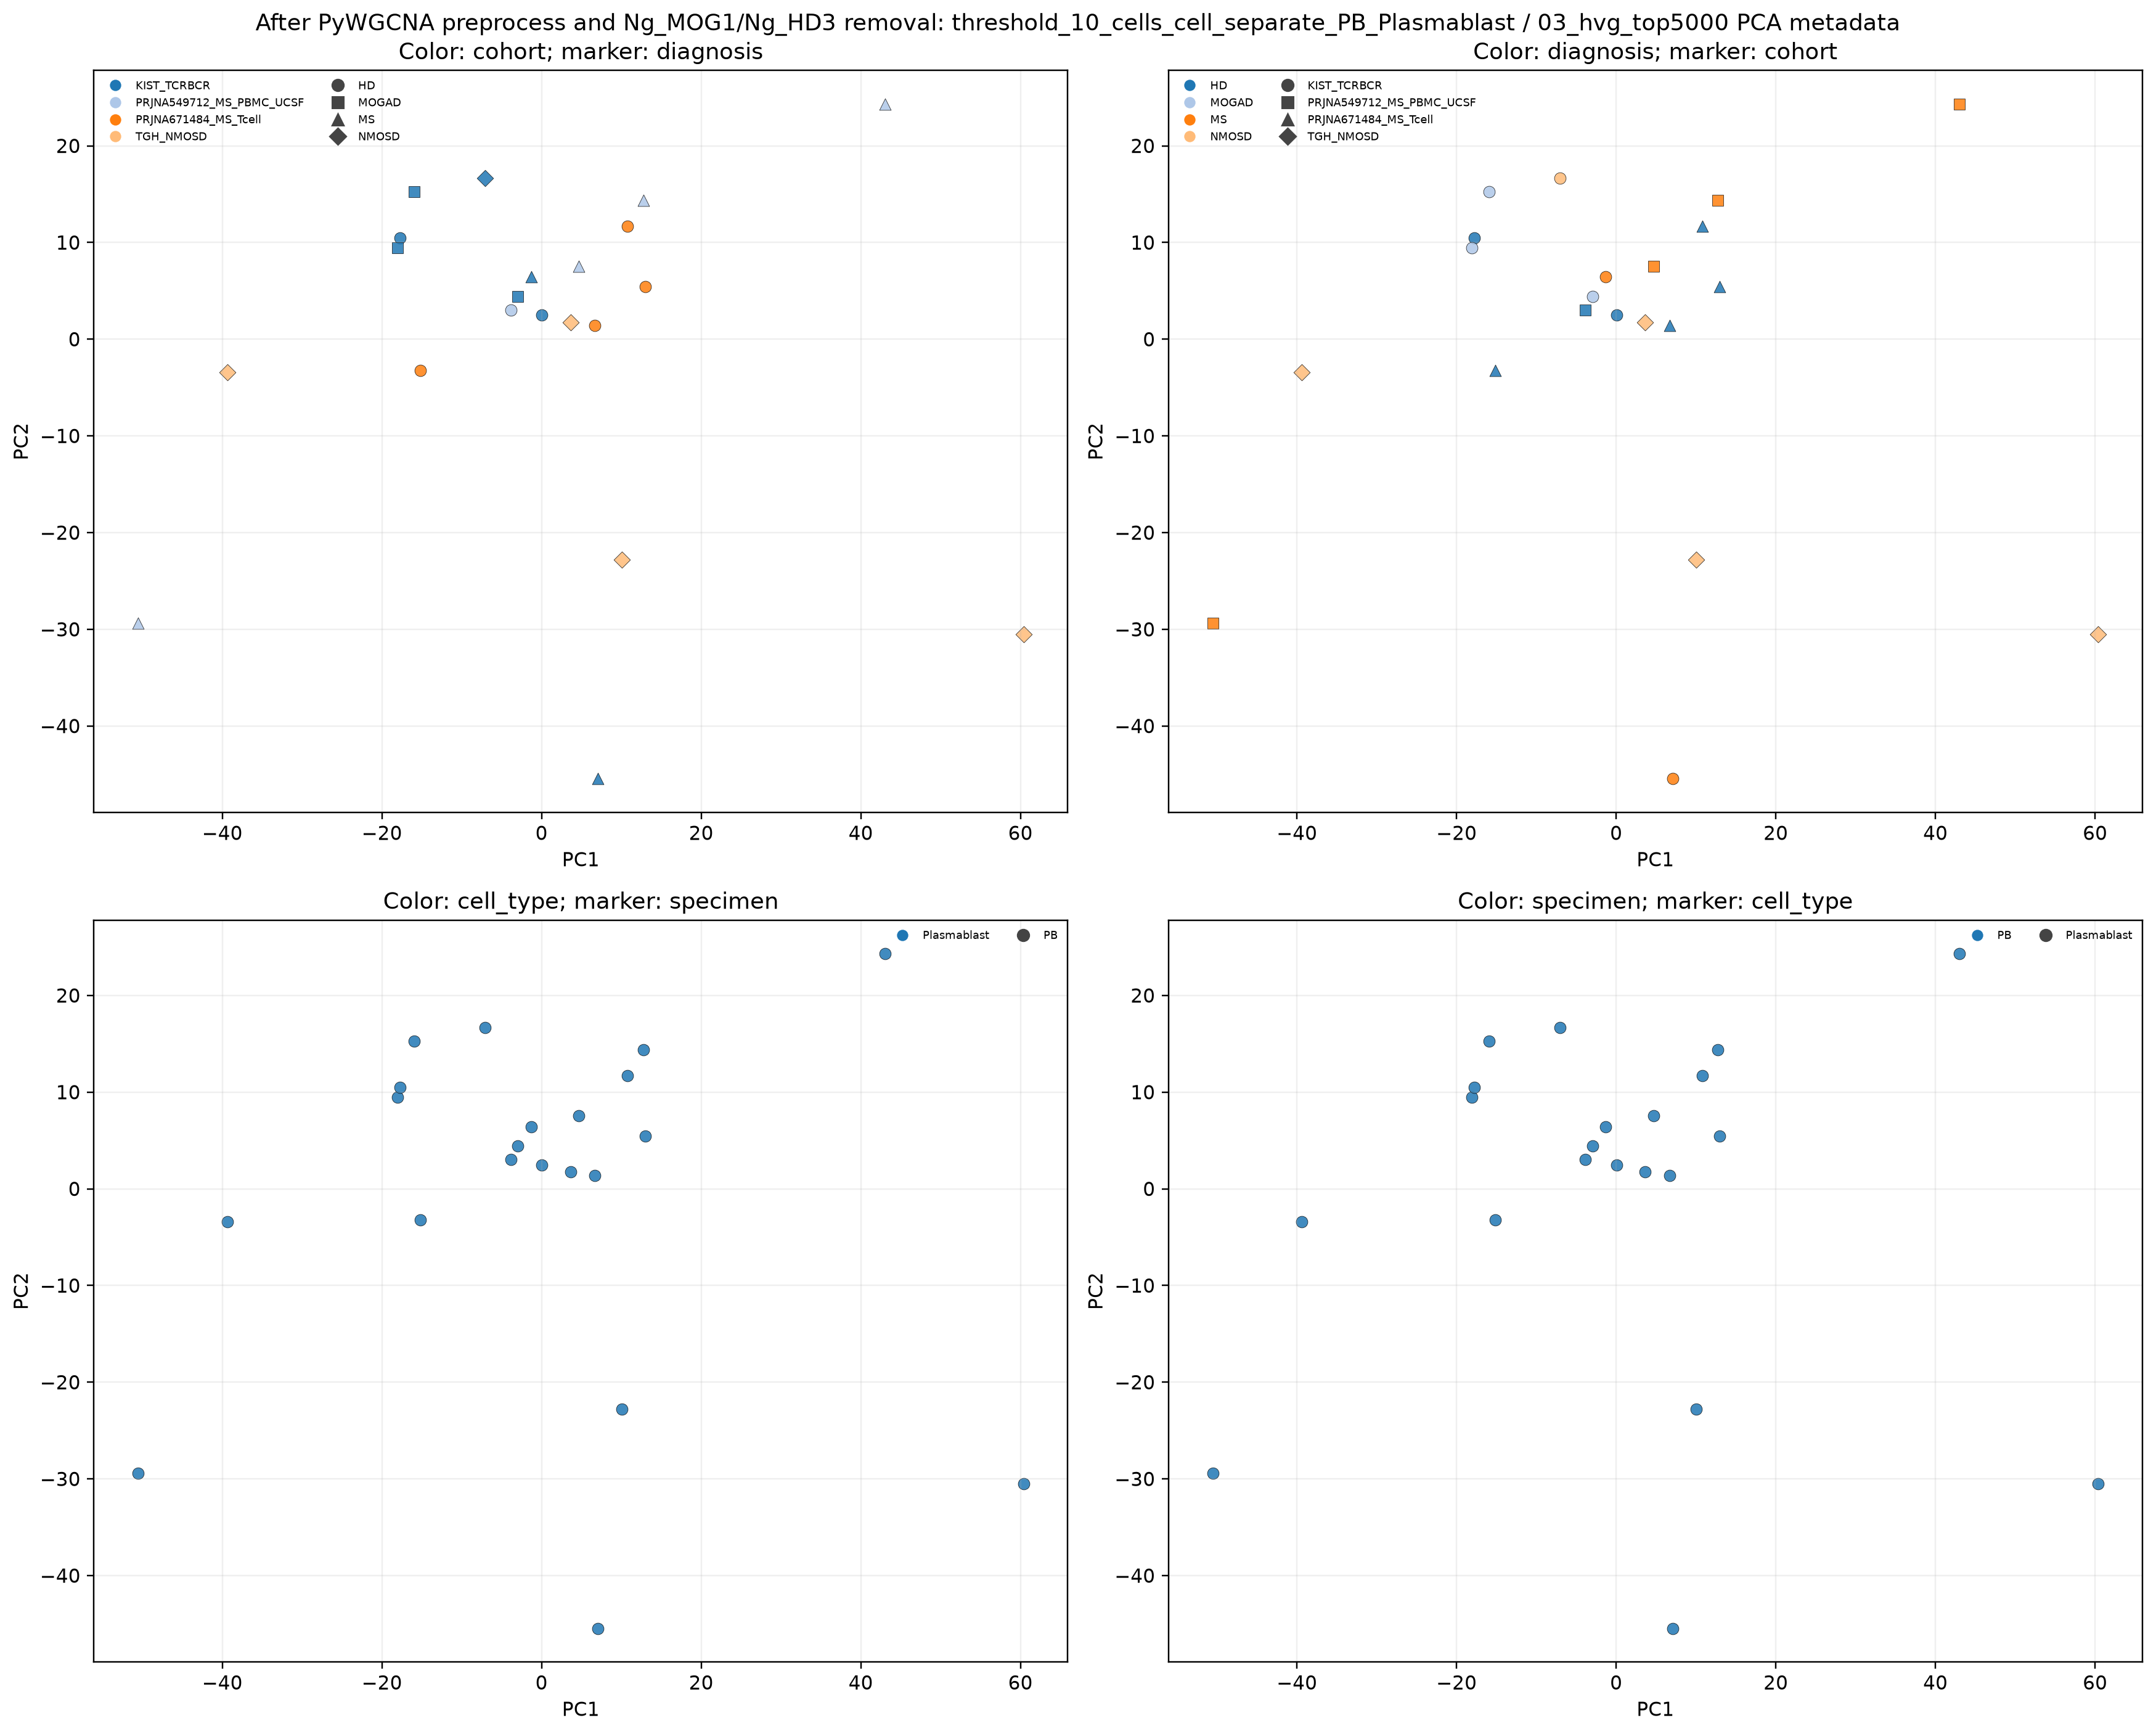 After PyWGCNA preprocess and Ng_MOG1/Ng_HD3 removal: threshold_10_cells_cell_separate_PB_Plasmablast / 03_hvg_top5000 PCA metadata
Color: cohort; marker: diagnosis
KIST_TCRBCR HD
PRJNA549712_MS_PBMC_UCSF MOGAD
PRJNA671484_MS_Tcell MS
TGH_NMOSD NMOSD
20
10
0
−10
−20
−30
−40
PC2
−40 −20 0 20 40 60
PC1
Color: diagnosis; marker: cohort
HD KIST_TCRBCR
MOGAD PRJNA549712_MS_PBMC_UCSF
MS PRJNA671484_MS_Tcell
NMOSD TGH_NMOSD
20
10
0
−10
−20
−30
−40
PC2
−40 −20 0 20 40 60
PC1
Color: cell_type; marker: specimen
Plasmablast PB
20
10
0
−10
−20
−30
−40
PC2
−40 −20 0 20 40 60
PC1
Color: specimen; marker: cell_type
PB Plasmablast
20
10
0
−10
−20
−30
−40
PC2
−40 −20 0 20 40 60
PC1